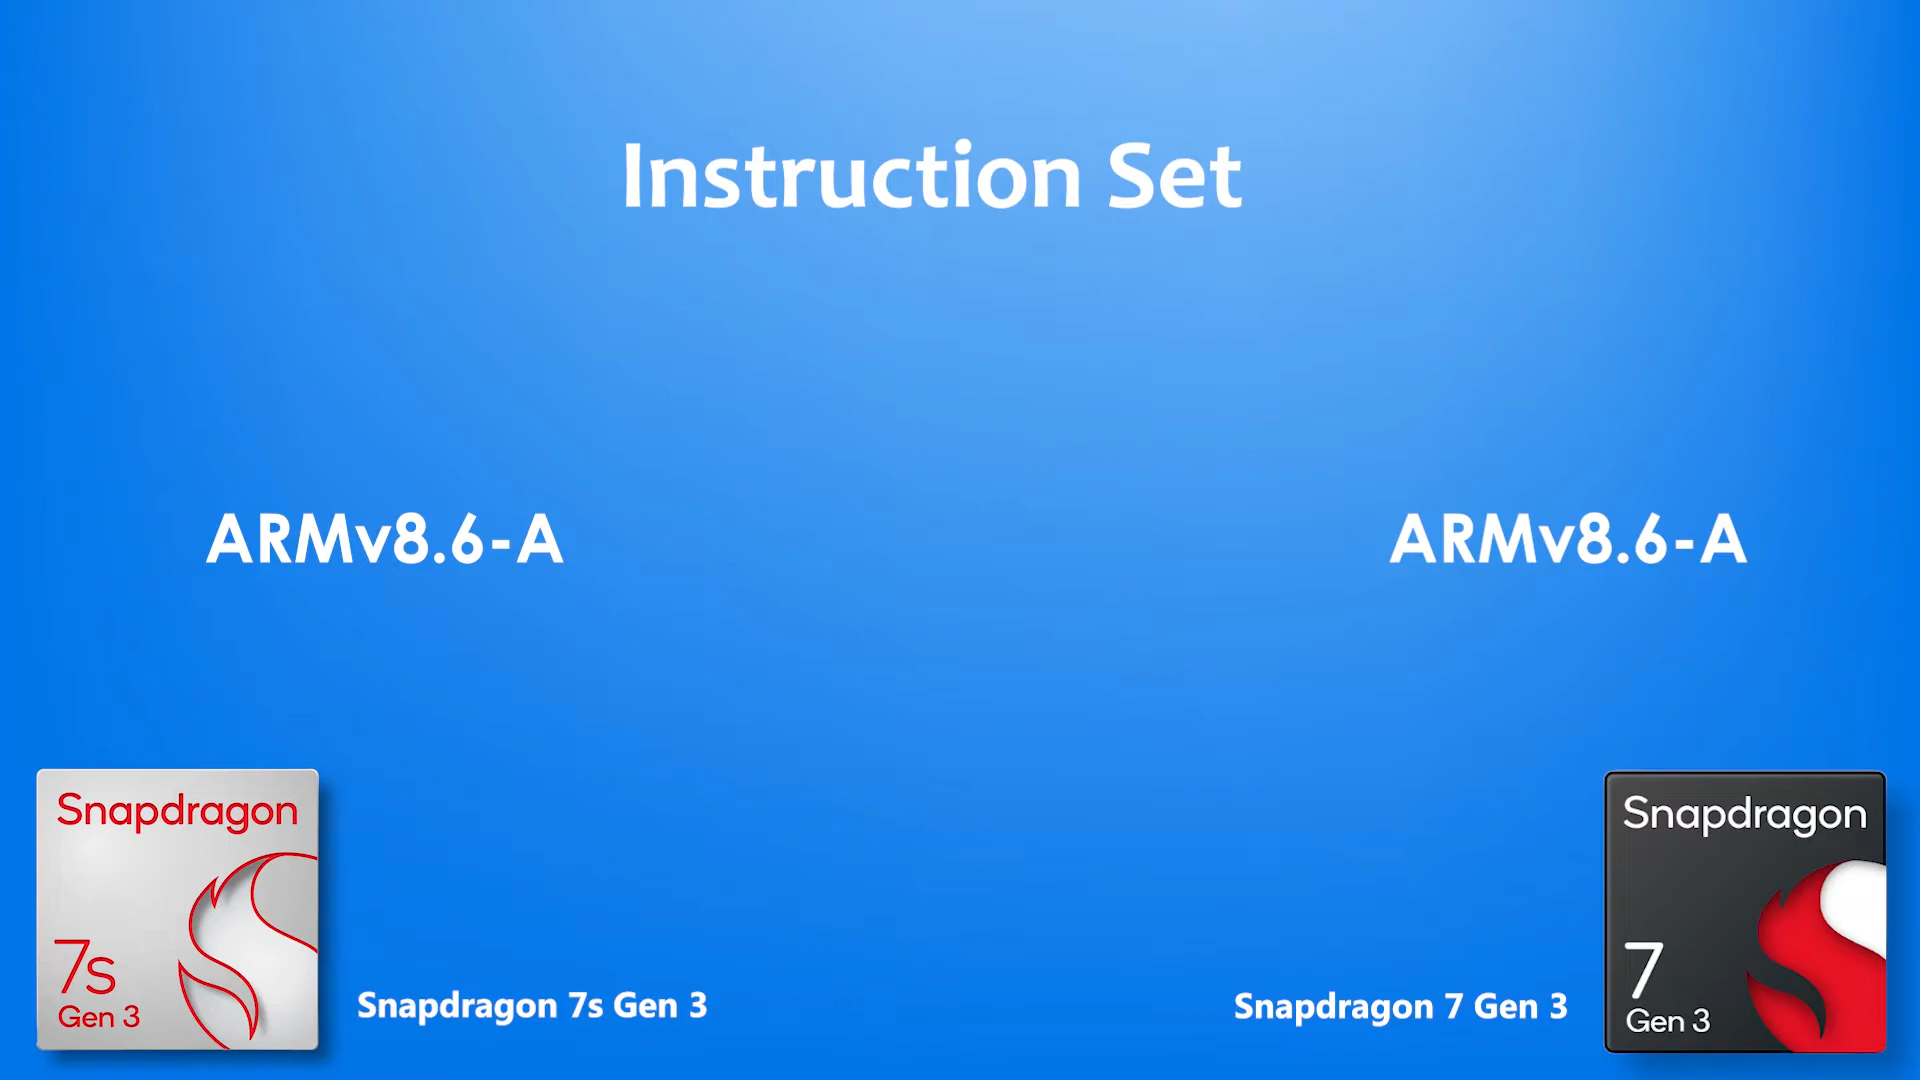 Instruction Set
ARMv8.6-A
ARMv8.6-A
Snapdragon
7s
Gen 3
Snapdragon 7s Gen 3
Snapdragon 7 Gen 3
Snapdragon
7
Gen 3